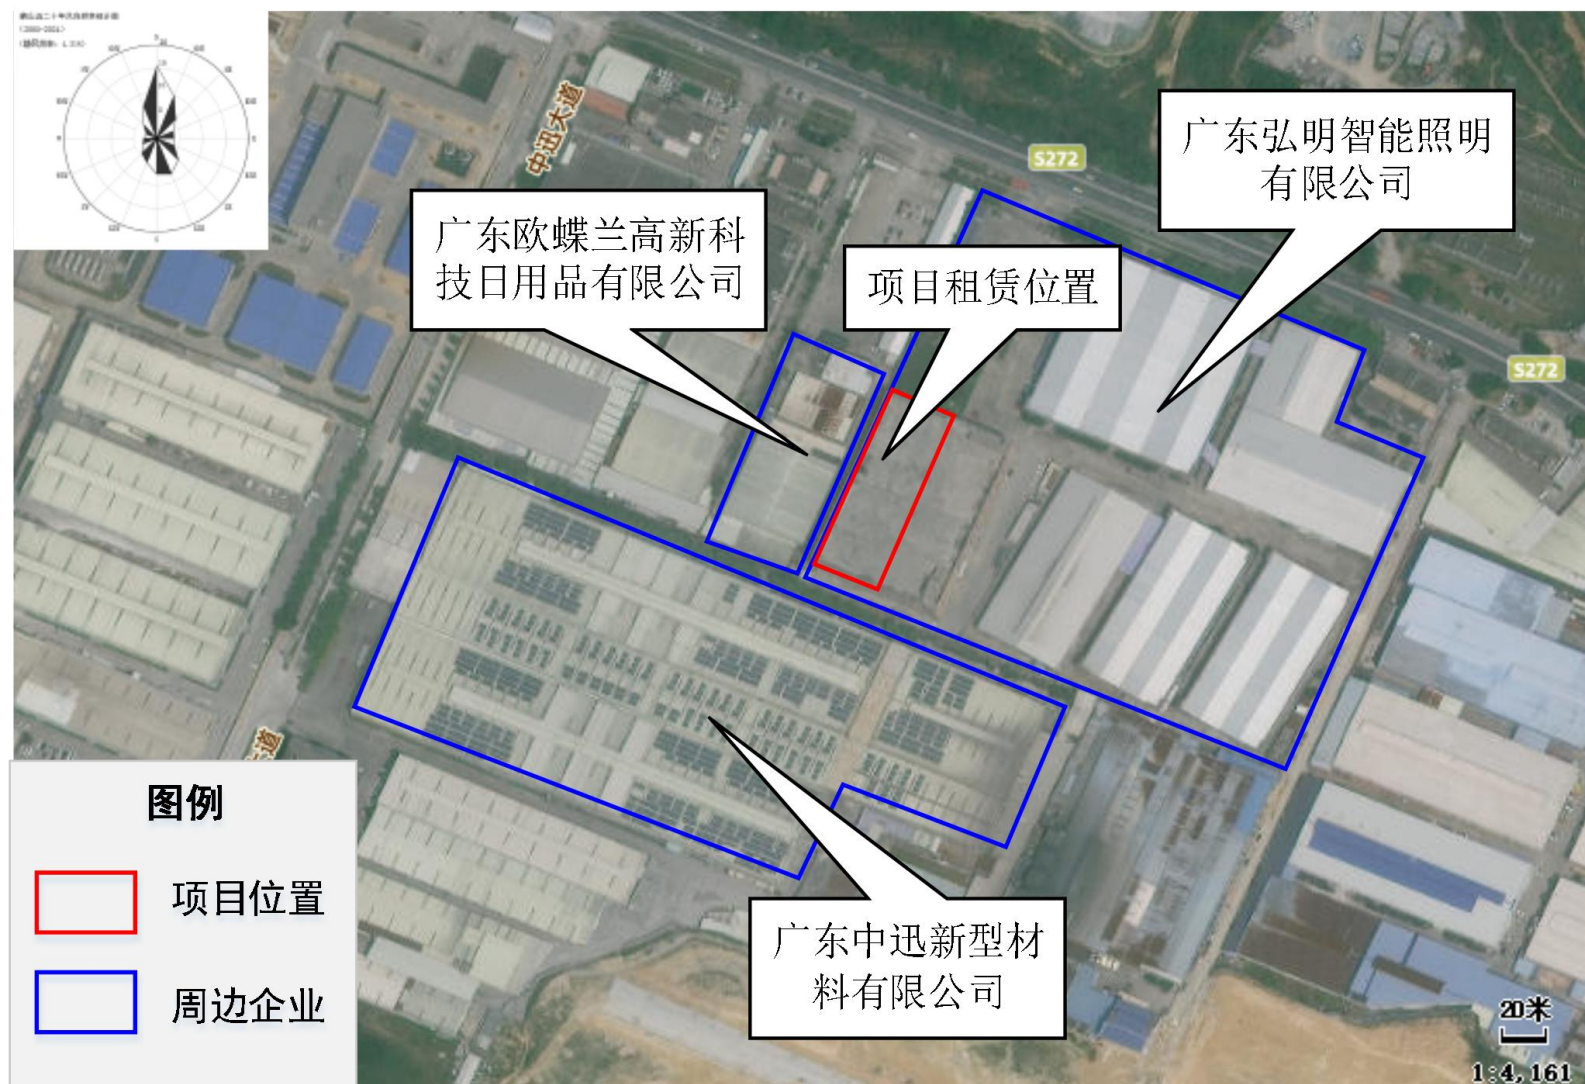 中迅大道
S272
广东弘明智能照明
有限公司
广东欧蝶兰高新科
技日用品有限公司
项目租赁位置
S272
大道
图例
项目位置
周边企业
广东中迅新型材
料有限公司
20米
1:4,161